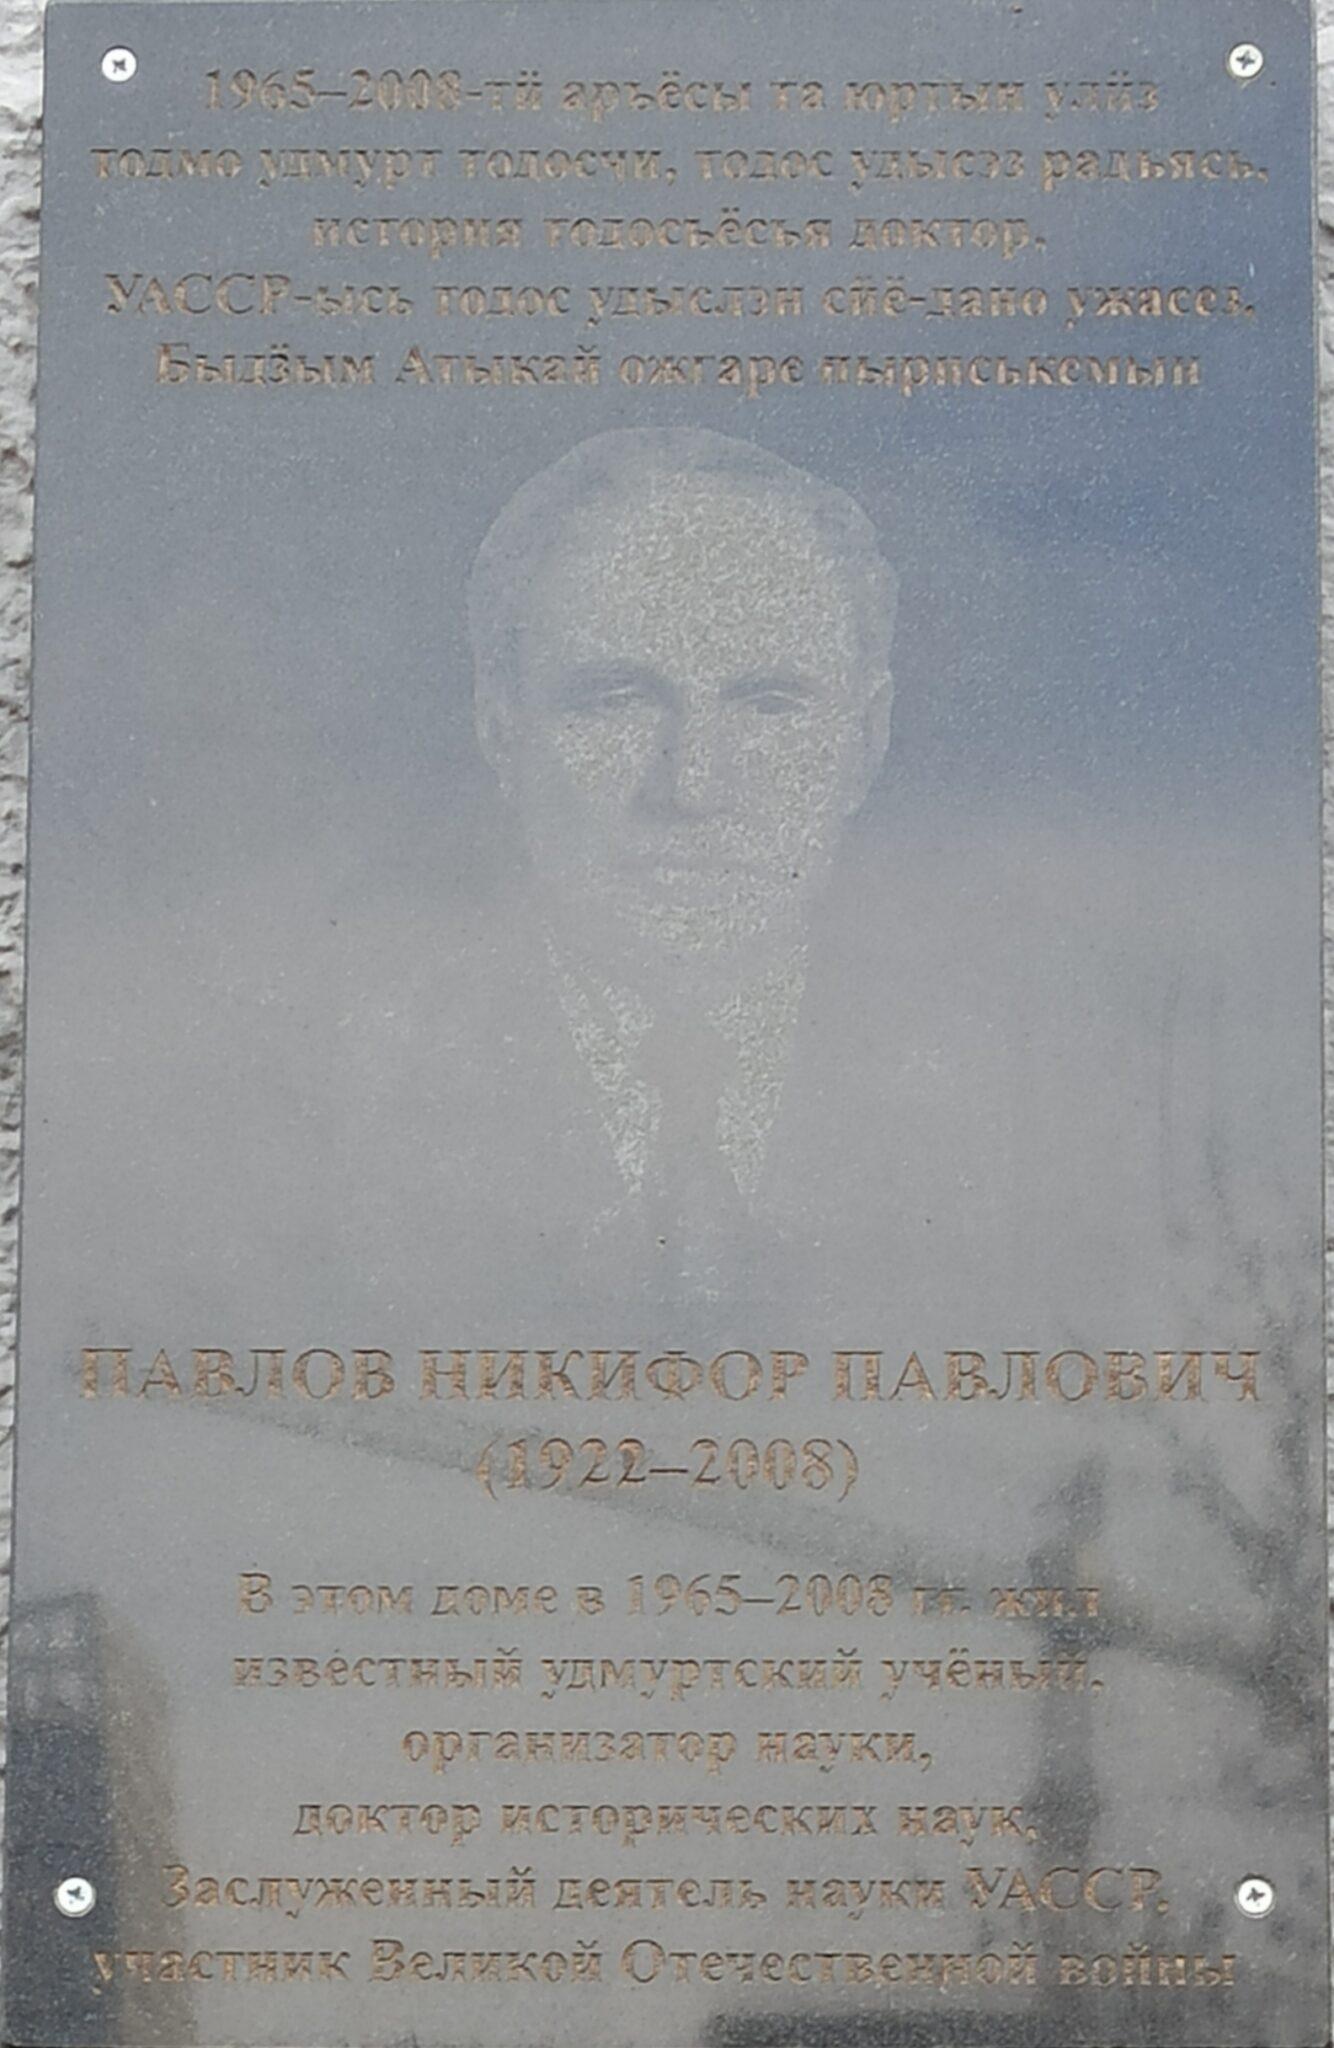 1965–2008-тӥ аръёсы та юртын улӥз
тодмо удмурт тодосчи, тодос удысэз радъясь,
история тодосъёсъя доктор,
УАССР-ысь тодос удыслэн сӥё-дано ужасез,
Быдӟым Атыкай ожгаре пыриськемын
ПАВЛОВ НИКИФОР ПАВЛОВИЧ
(1922–2008)
В этом доме в 1965–2008 гг. жил
известный удмуртский учёный,
организатор науки,
доктор исторических наук,
Заслуженный деятель науки УАССР,
участник Великой Отечественной войны